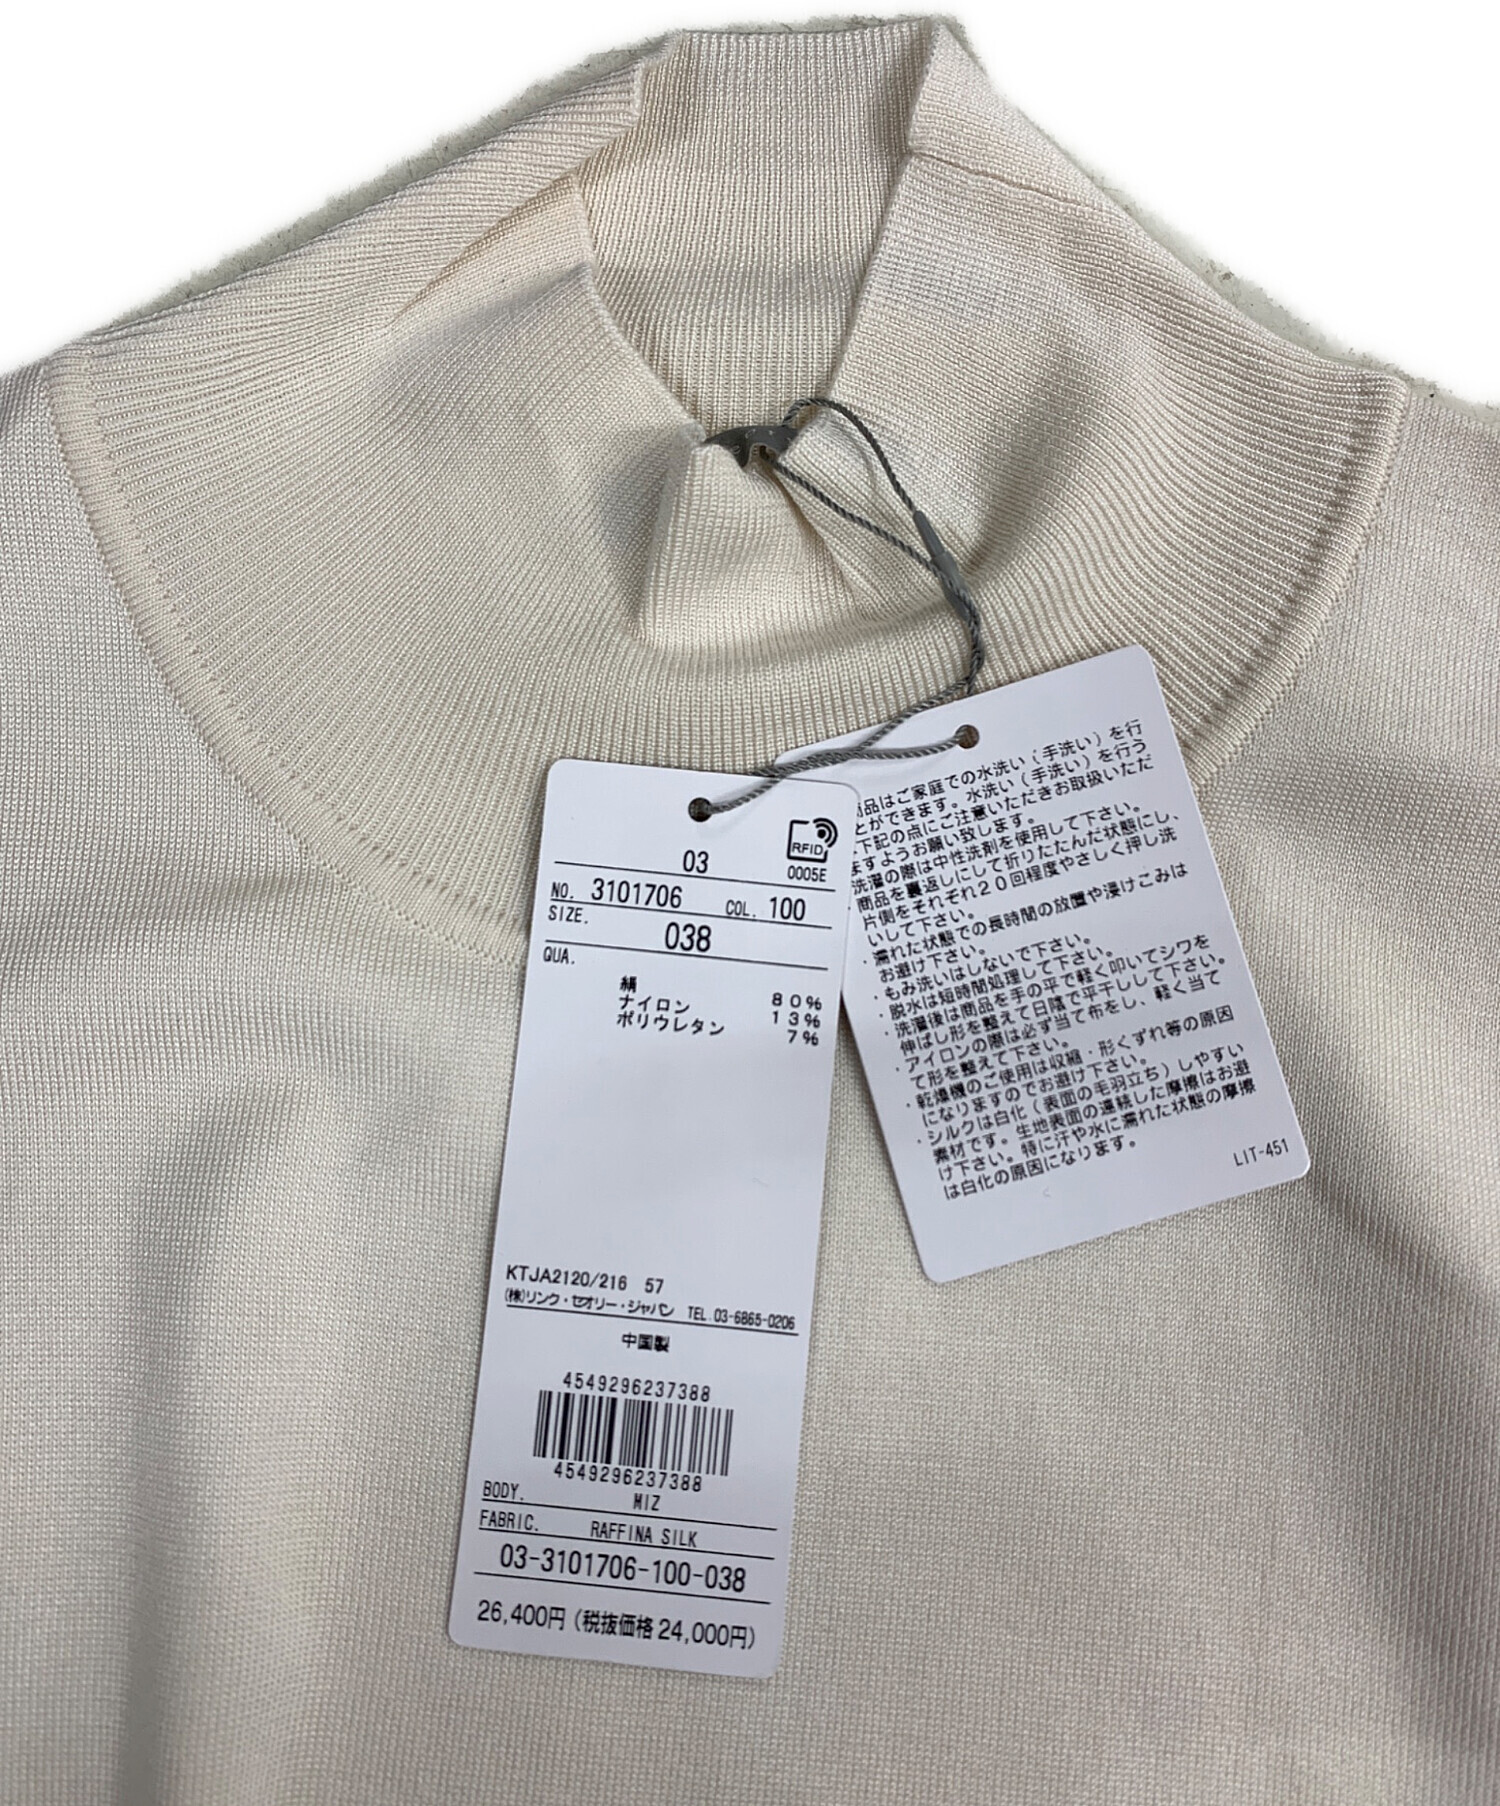 RFID
0005E
03
NO. 3101706 COL. 100
SIZE. 038
QUA.
絹 80%
ナイロン 13%
ポリウレタン 7%
KTJA2120/216 57
(株)リンク・セオリー・ジャパン TEL.03-6865-0206
中国製
4549296237388
4549296237388
BODY. MIZ
FABRIC. RAFFINA SILK
03-3101706-100-038
26,400円(税抜価格24,000円)
品はご家庭での水洗い(手洗い)を行
とができます。水洗い(手洗い)を行う
下記の点にご注意いただきお取扱いただ
ますようお願い致します。
洗濯の際は中性洗剤を使用して下さい。
・商品を裏返しにして折りたたんだ状態にし、
片側をそれぞれ20回程度やさしく押し洗
いして下さい。
・濡れた状態での長時間の放置や浸けこみは
お避け下さい。
・もみ洗いはしないで下さい。
・脱水は短時間処理して下さい。
・洗濯後は商品を手の平で軽く叩いてシワを
伸ばし形を整えて日陰で平干しして下さい。
・アイロンの際は必ず当て布をし、軽く当て
て形を整えて下さい。
・乾燥機のご使用は収縮・形くずれ等の原因
になりますのでお避け下さい。
・シルクは白化(表面の毛羽立ち)しやすい
素材です。生地表面の連続した摩擦はお避
け下さい。特に汗や水に濡れた状態の摩擦
は白化の原因になります。
LIT-451